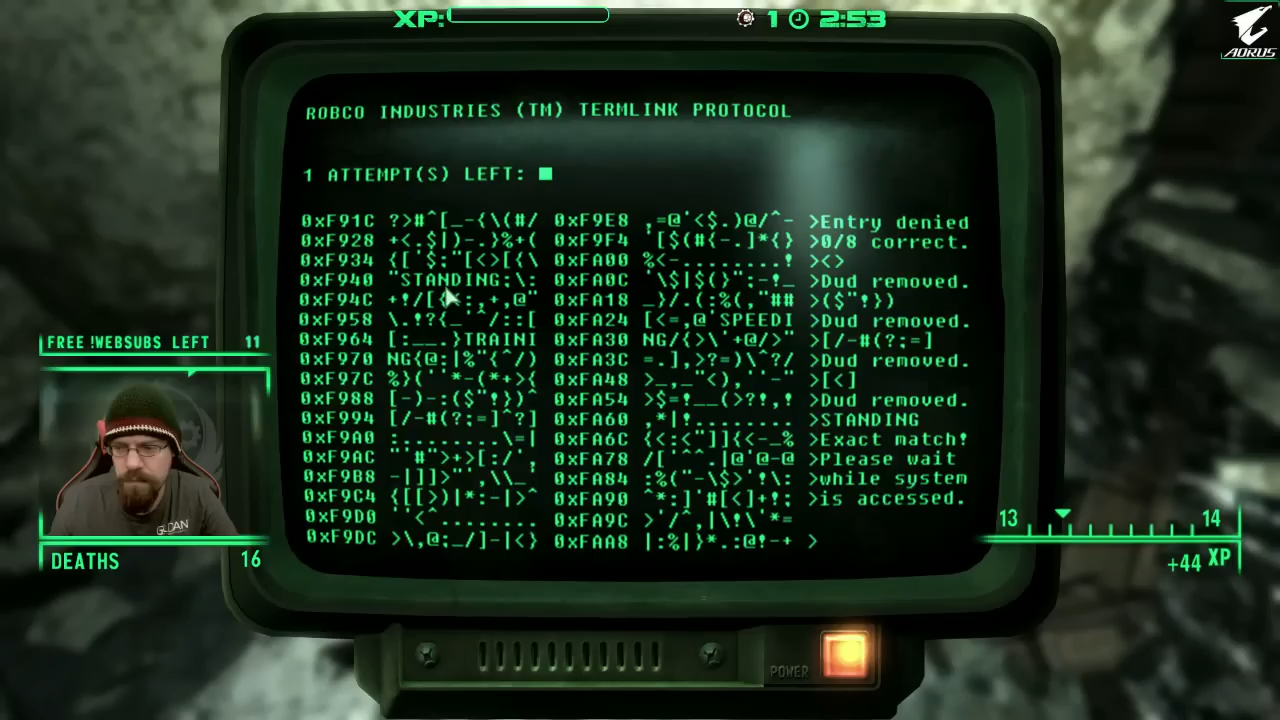 XP:
1 2:53
AORUS
ROBCO INDUSTRIES (TM) TERMLINK PROTOCOL
1 ATTEMPT(S) LEFT:
0xF91C ?>#^[_-{\(#/ 0xF9E8 ,=@'<$.)@/^- >Entry denied
0xF928 +<.$|)-.}%+( 0xF9F4 '[$(#{-.]*{} >0/8 correct.
0xF934 {['$;"[<>[{\ 0xFA00 %<-........! ><>
0xF940 "STANDING;\: 0xFA0C '\$|$(}";-!_ >Dud removed.
0xF94C 0xFA18 _}/.(:%(,"## >($"!})
0xF958 \.!?{_'^/::[ 0xFA24 [<=,@'SPEEDI >Dud removed.
0xF964 [:__.}TRAINI 0xFA30 NG/{>\'+@/>" >[/-#(?;=]
0xF970 NG{@:|%"{^/) 0xFA3C =.],>?=)\^?/ >Dud removed.
0xF97C %}(''*-(*+>{ 0xFA48 >_,_"<),''-" >[<]
0xF988 [-)-:($"!})^ 0xFA54 >$=!__(>?!,! >Dud removed.
0xF994 [/-#(?;=]^?] 0xFA60 ,*|!........ >STANDING
0xF9A0 :.........\=| 0xFA6C {<:<"]]{<-_% >Exact match!
0xF9AC "'#">+>[:/', 0xFA78 /['^^.|@'@-@ >Please wait
0xF9B8 -|]]>"',\\_ 0xFA84 :%("-\$>'!\: >while system
0xF9C4 {[[>)|*:-|>^ 0xFA90 ^*:]'#[<]+!; >is accessed.
0xF9D0 ''<^........ 0xFA9C >'/^,|\!\'*=
0xF9DC >\,@;_/]-|<} 0xFAA8 |:%|}*.:@!-+ >
FREE !WEBSUBS LEFT 11
DEATHS 16
13 14
+44 XP
POWER